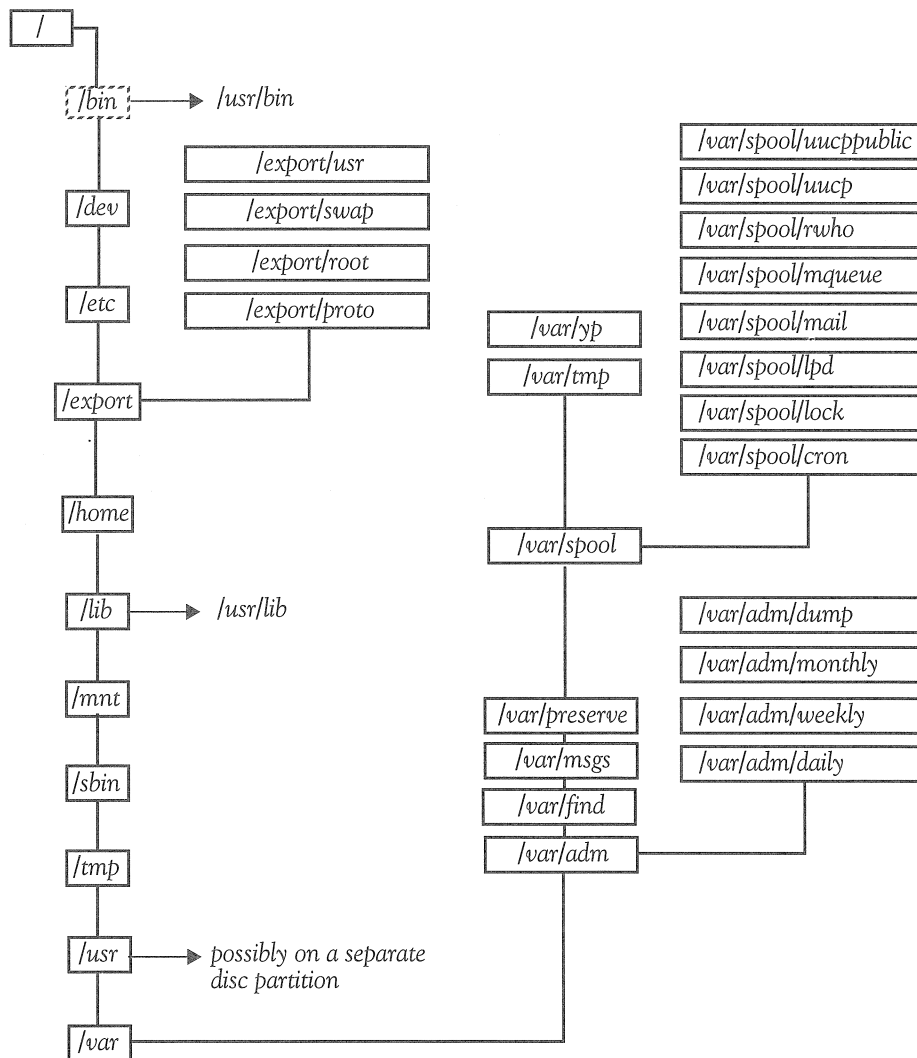 /
/bin
/usr/bin
/dev
/etc
/export
/export/usr
/export/swap
/export/root
/export/proto
/home
/lib
/usr/lib
/mnt
/sbin
/tmp
/usr
possibly on a separate
disc partition
/var
/var/yp
/var/tmp
/var/spool
/var/preserve
/var/msgs
/var/find
/var/adm
/var/spool/uucppublic
/var/spool/uucp
/var/spool/rwho
/var/spool/mqueue
/var/spool/mail
/var/spool/lpd
/var/spool/lock
/var/spool/cron
/var/adm/dump
/var/adm/monthly
/var/adm/weekly
/var/adm/daily